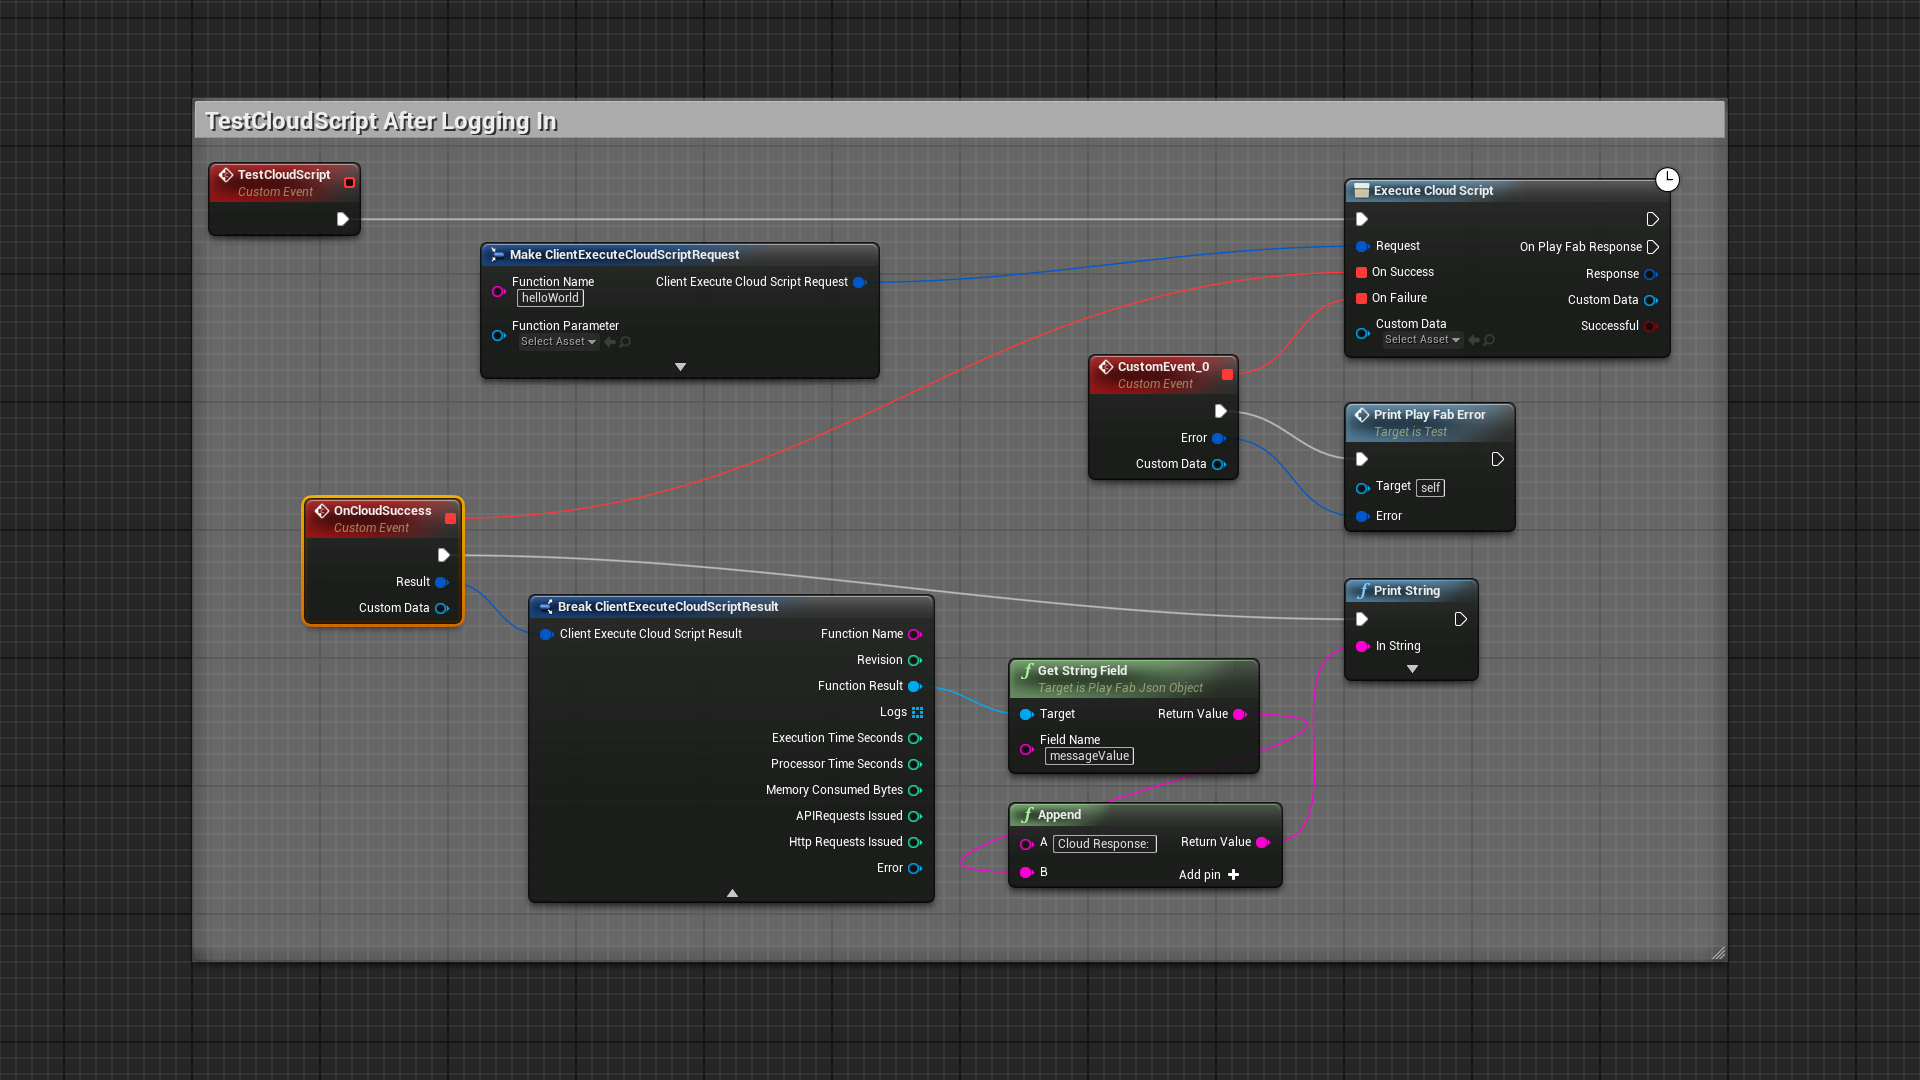 TestCloudScript After Logging In
TestCloudScript
Custom Event
Make ClientExecuteCloudScriptRequest
Function Name
helloWorld
Client Execute Cloud Script Request
Function Parameter
Select Asset
Execute Cloud Script
Request
On Success
On Failure
Custom Data
Select Asset
On Play Fab Response
Response
Custom Data
Successful
CustomEvent_0
Custom Event
Error
Custom Data
Print Play Fab Error
Target is Test
Target self
Error
OnCloudSuccess
Custom Event
Result
Custom Data
Break ClientExecuteCloudScriptResult
Client Execute Cloud Script Result
Function Name
Revision
Function Result
Logs
Execution Time Seconds
Processor Time Seconds
Memory Consumed Bytes
APIRequests Issued
Http Requests Issued
Error
Get String Field
Target is Play Fab Json Object
Target
Return Value
Field Name
messageValue
Append
A Cloud Response:
Return Value
B
Add pin
Print String
In String